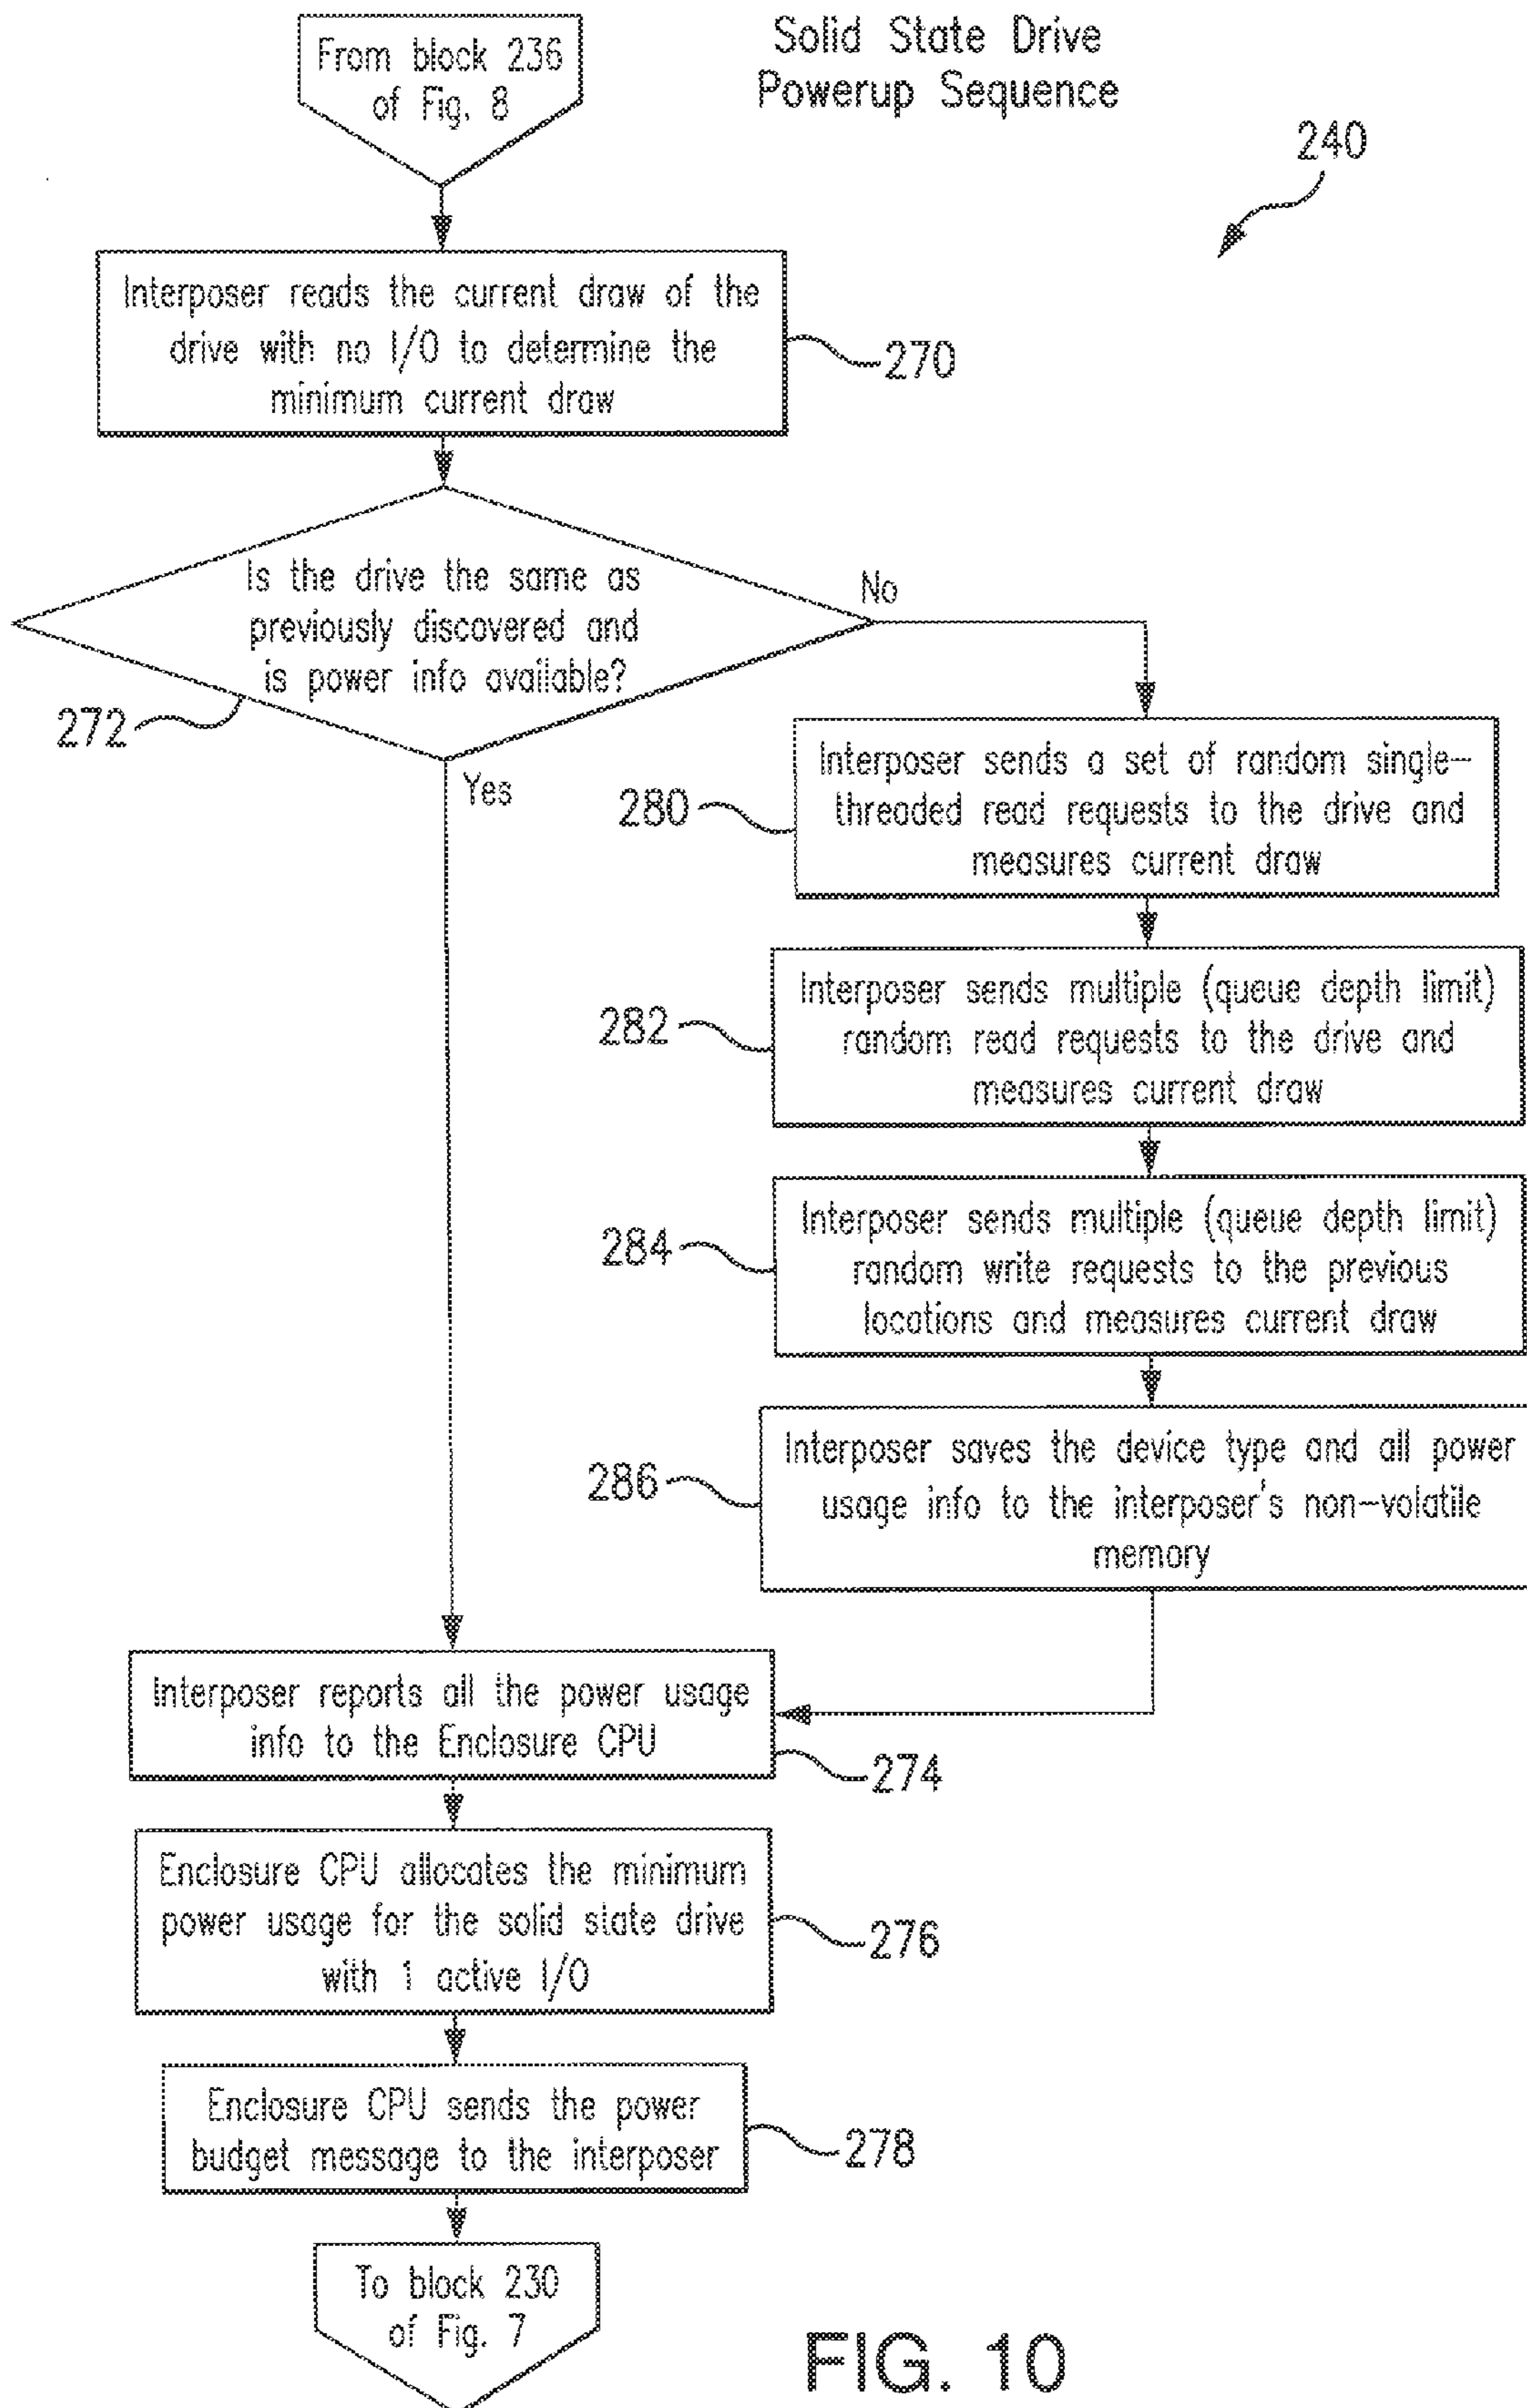 Solid State Drive
Powerup Sequence
240
From block 236
of Fig. 8
Interposer reads the current draw of the
drive with no I/O to determine the
minimum current draw
270
Is the drive the same as
previously discovered and
is power info available?
272
No
Yes
Interposer sends a set of random single-
threaded read requests to the drive and
measures current draw
280
Interposer sends multiple (queue depth limit)
random read requests to the drive and
measures current draw
282
Interposer sends multiple (queue depth limit)
random write requests to the previous
locations and measures current draw
284
Interposer saves the device type and all power
usage info to the interposer's non-volatile
memory
286
Interposer reports all the power usage
info to the Enclosure CPU
274
Enclosure CPU allocates the minimum
power usage for the solid state drive
with 1 active I/O
276
Enclosure CPU sends the power
budget message to the interposer
278
To block 230
of Fig. 7
FIG. 10